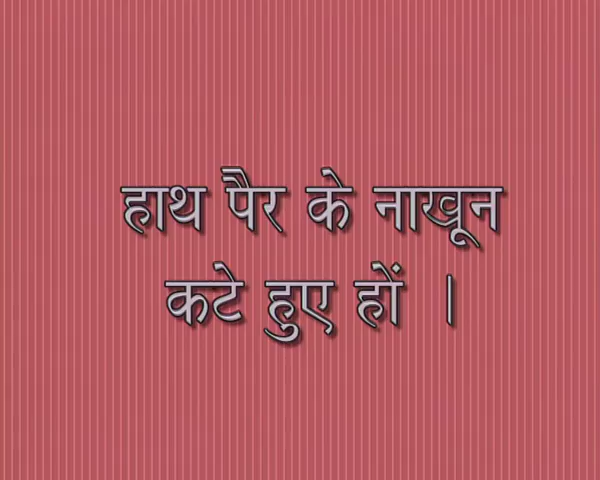 हाथ पैर के नाखून
कटे हुए हों ।